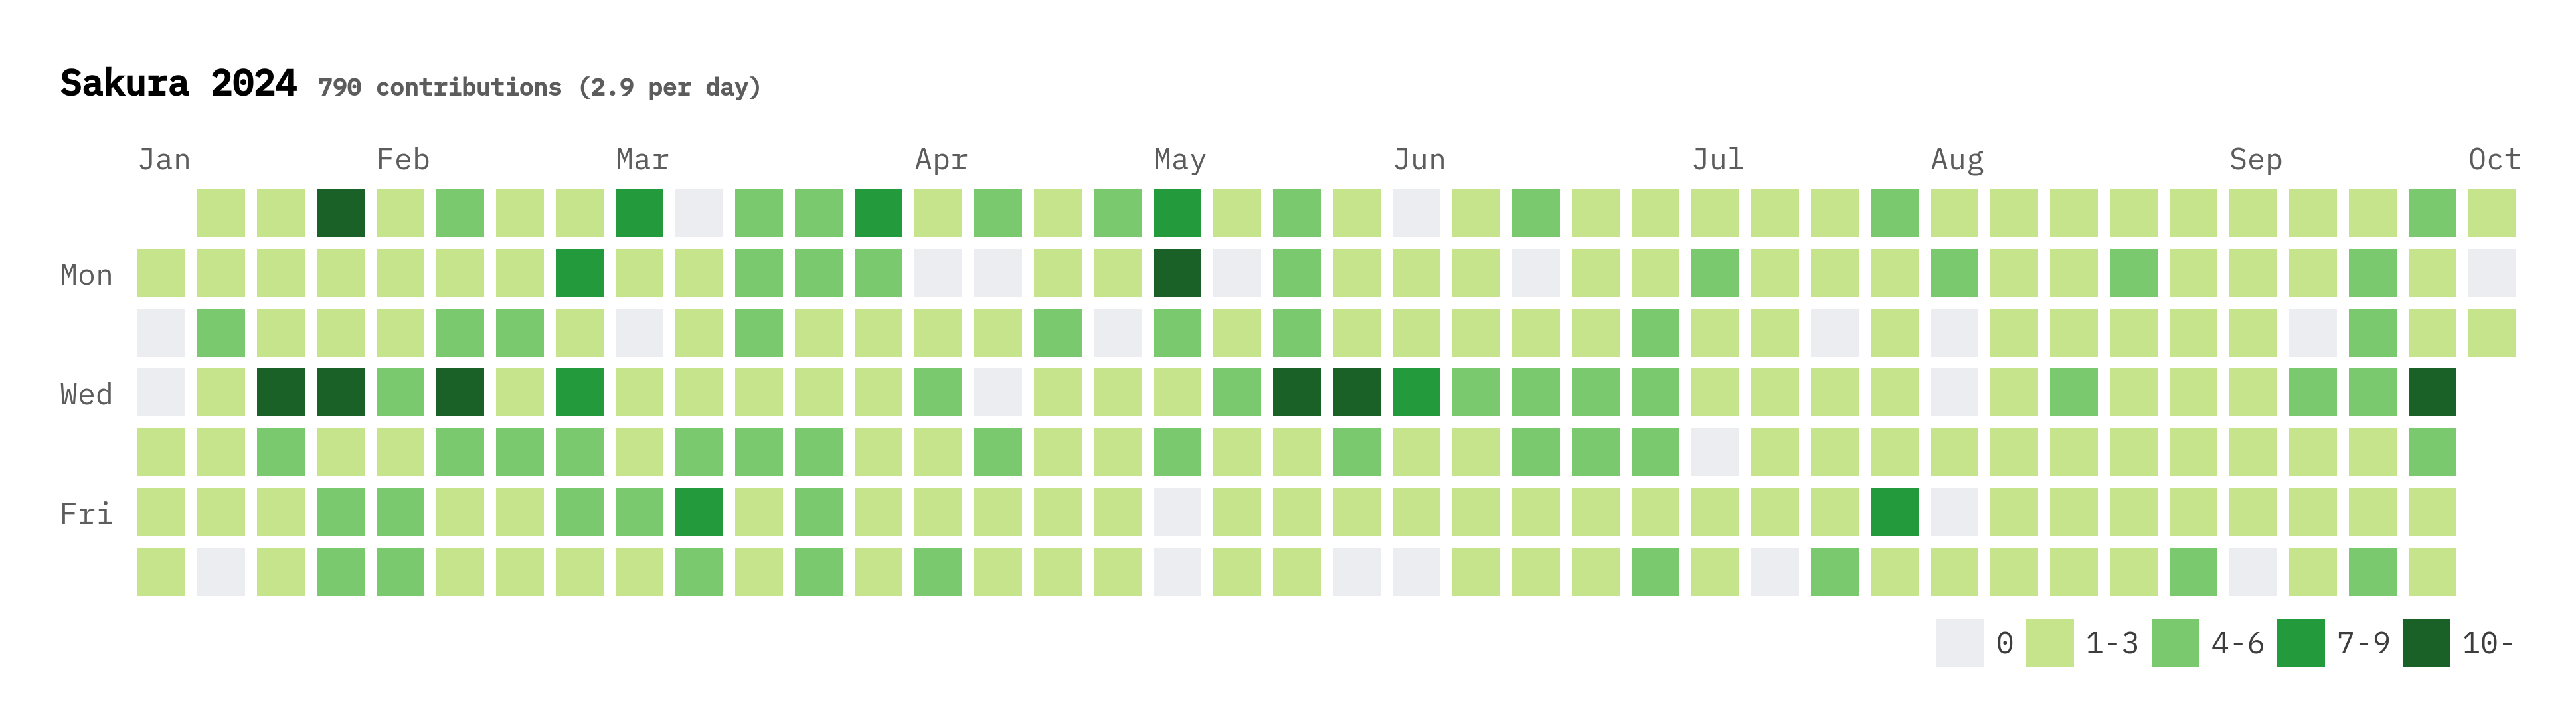 Sakura 2024 790 contributions (2.9 per day)
Jan Feb Mar Apr May Jun Jul Aug Sep Oct
Mon
Wed
Fri
0 1-3 4-6 7-9 10-